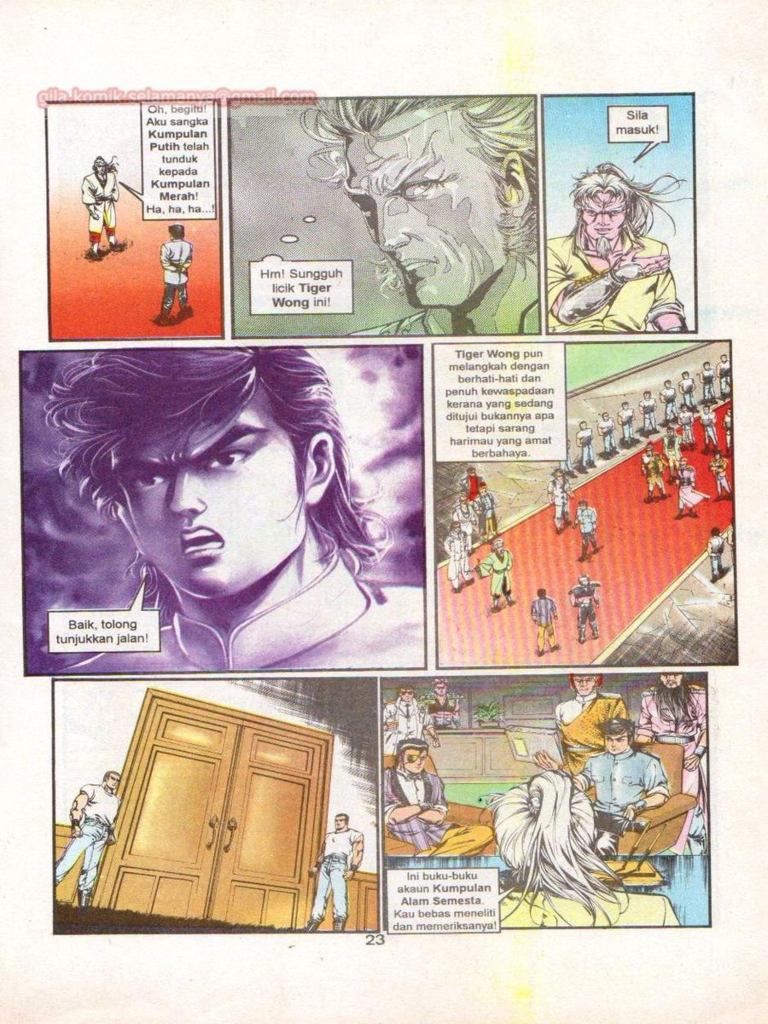 gila.komik.selamanya@gmail.com
Oh, begitu!
Aku sangka
Kumpulan
Putih telah
tunduk
kepada
Kumpulan
Merah!
Ha, ha, ha...!
Hm! Sungguh
licik Tiger
Wong ini!
Sila
masuk!
Baik, tolong
tunjukkan jalan!
Tiger Wong pun
melangkah dengan
berhati-hati dan
penuh kewaspadaan
kerana yang sedang
ditujui bukannya apa
tetapi sarang
harimau yang amat
berbahaya.
Ini buku-buku
akaun Kumpulan
Alam Semesta.
Kau bebas meneliti
dan memeriksanya!
23